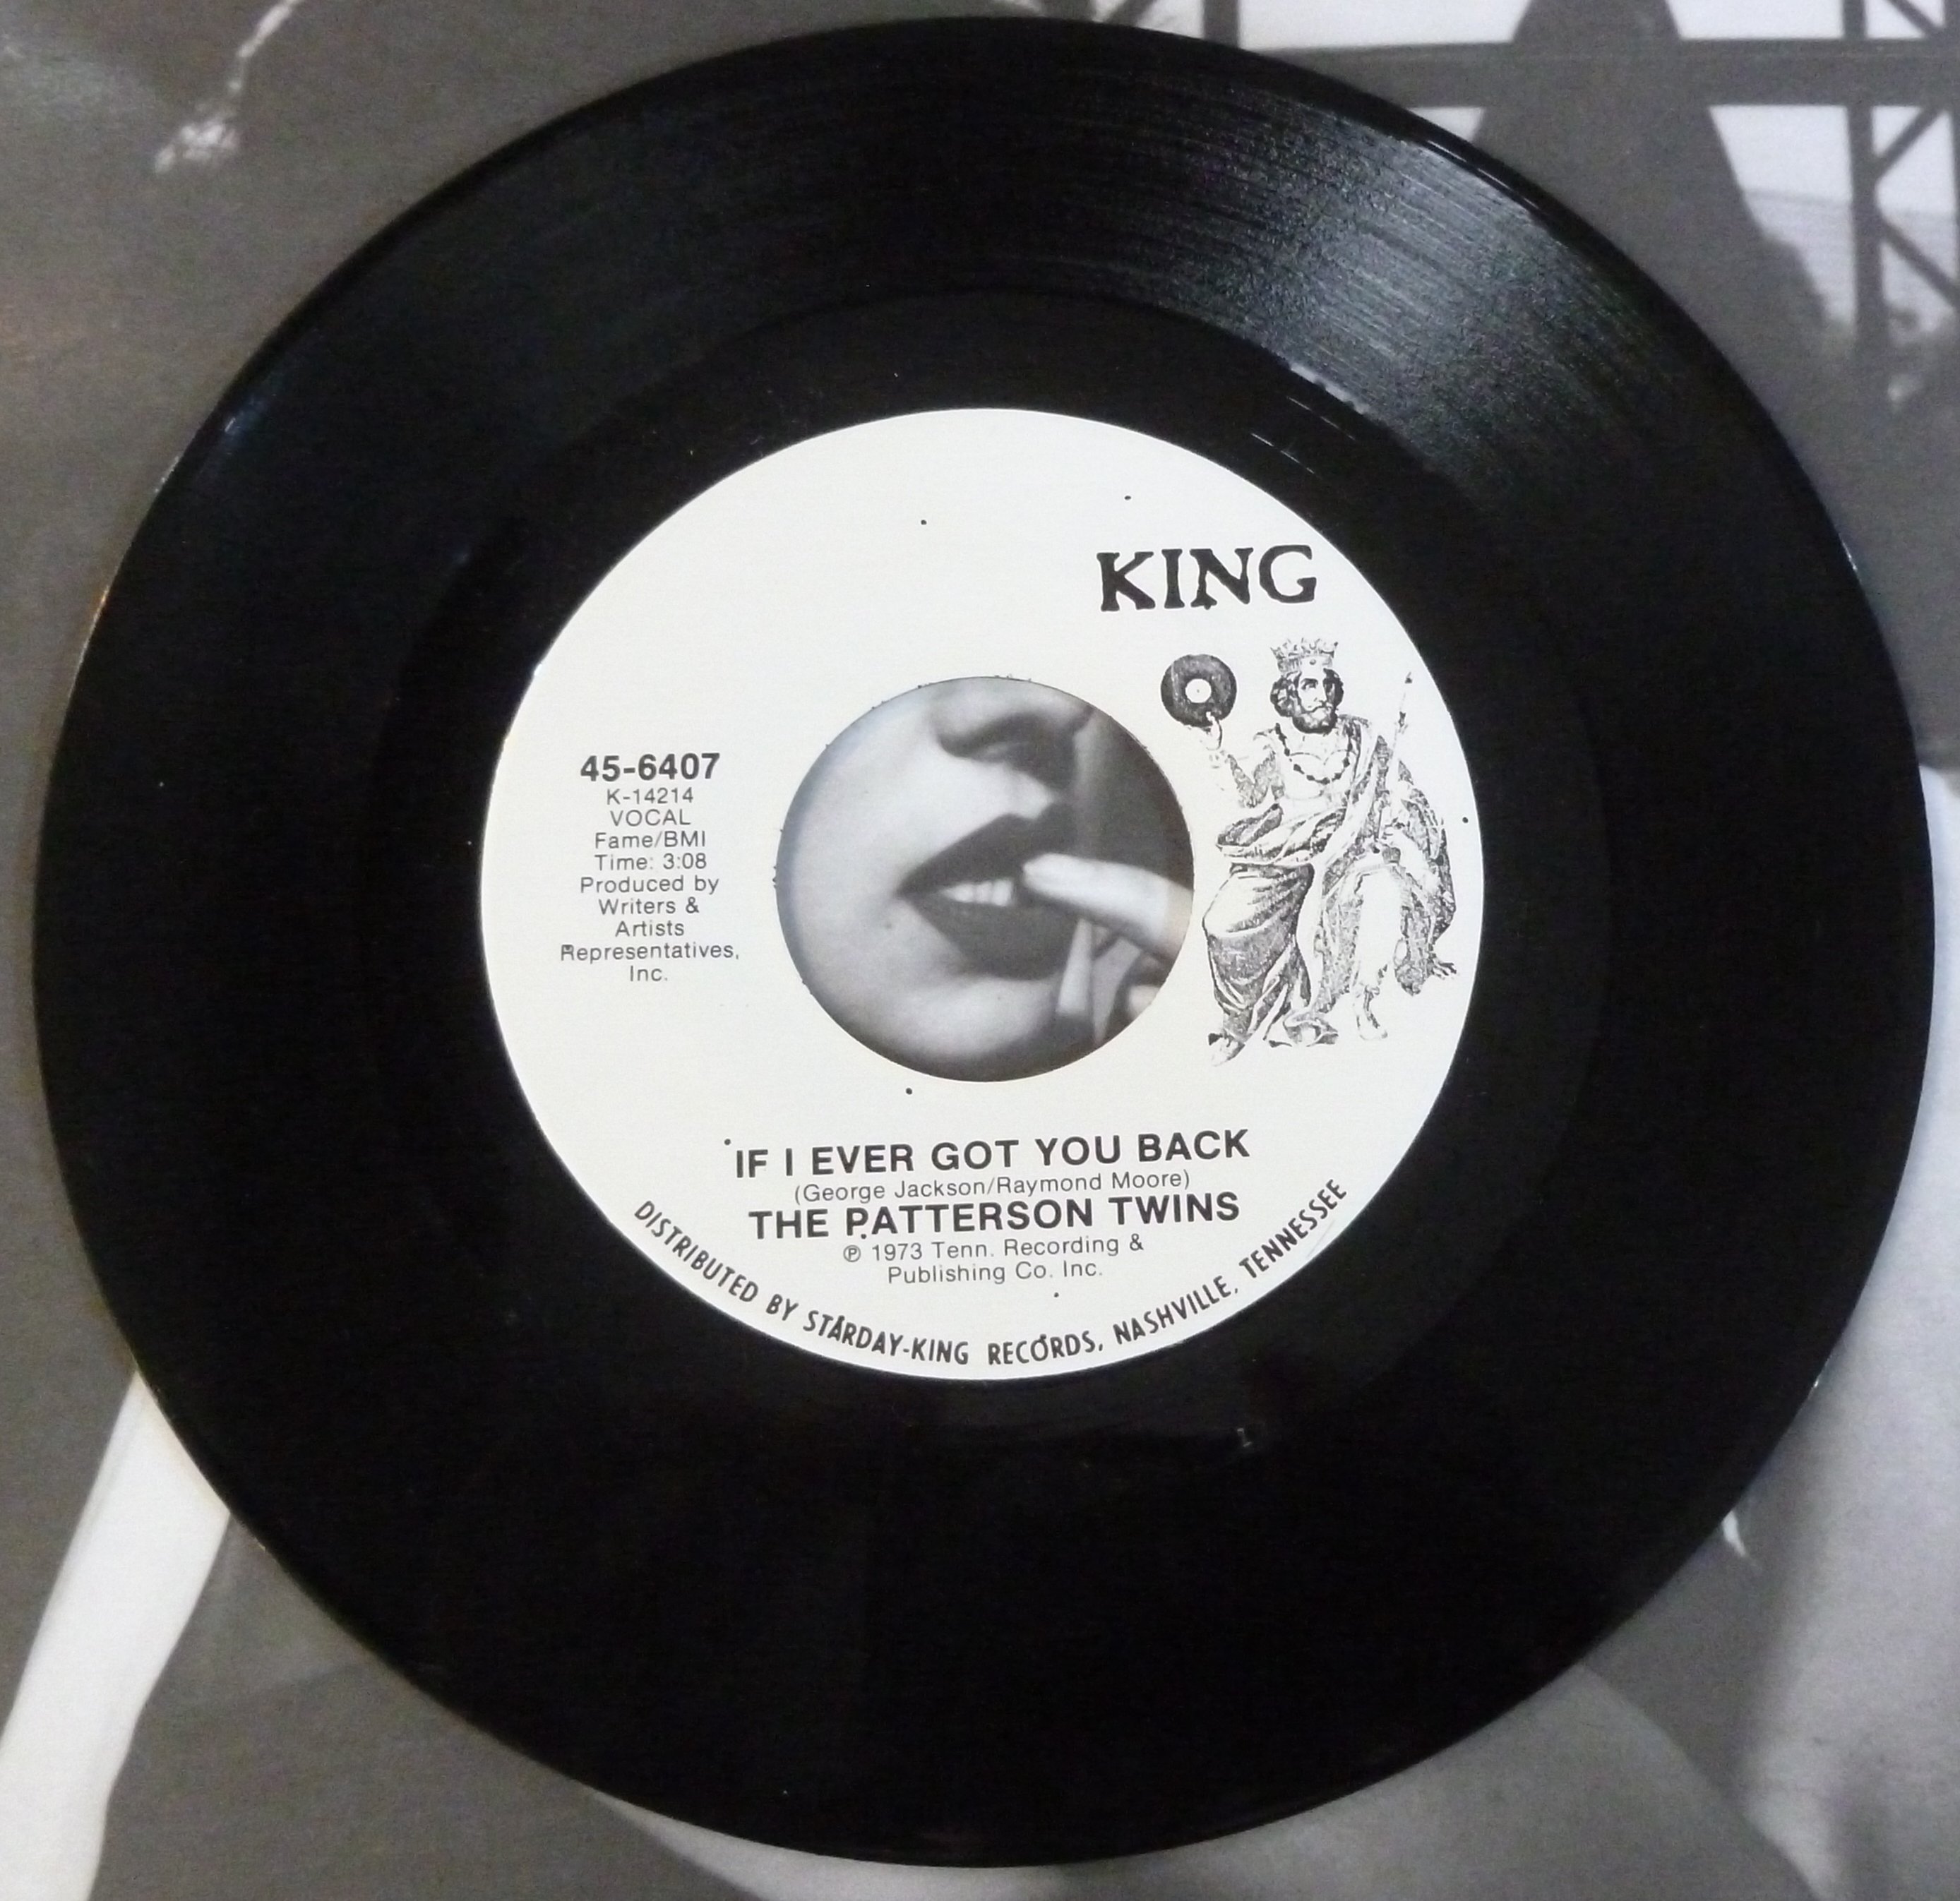 KING
45-6407
K-14214
VOCAL
Fame/BMI
Time: 3:08
Produced by
Writers &
Artists
Representatives,
Inc.
IF I EVER GOT YOU BACK
(George Jackson/Raymond Moore)
THE PATTERSON TWINS
℗ 1973 Tenn. Recording &
Publishing Co. Inc.
DISTRIBUTED BY STARDAY-KING RECORDS, NASHVILLE, TENNESSEE
1